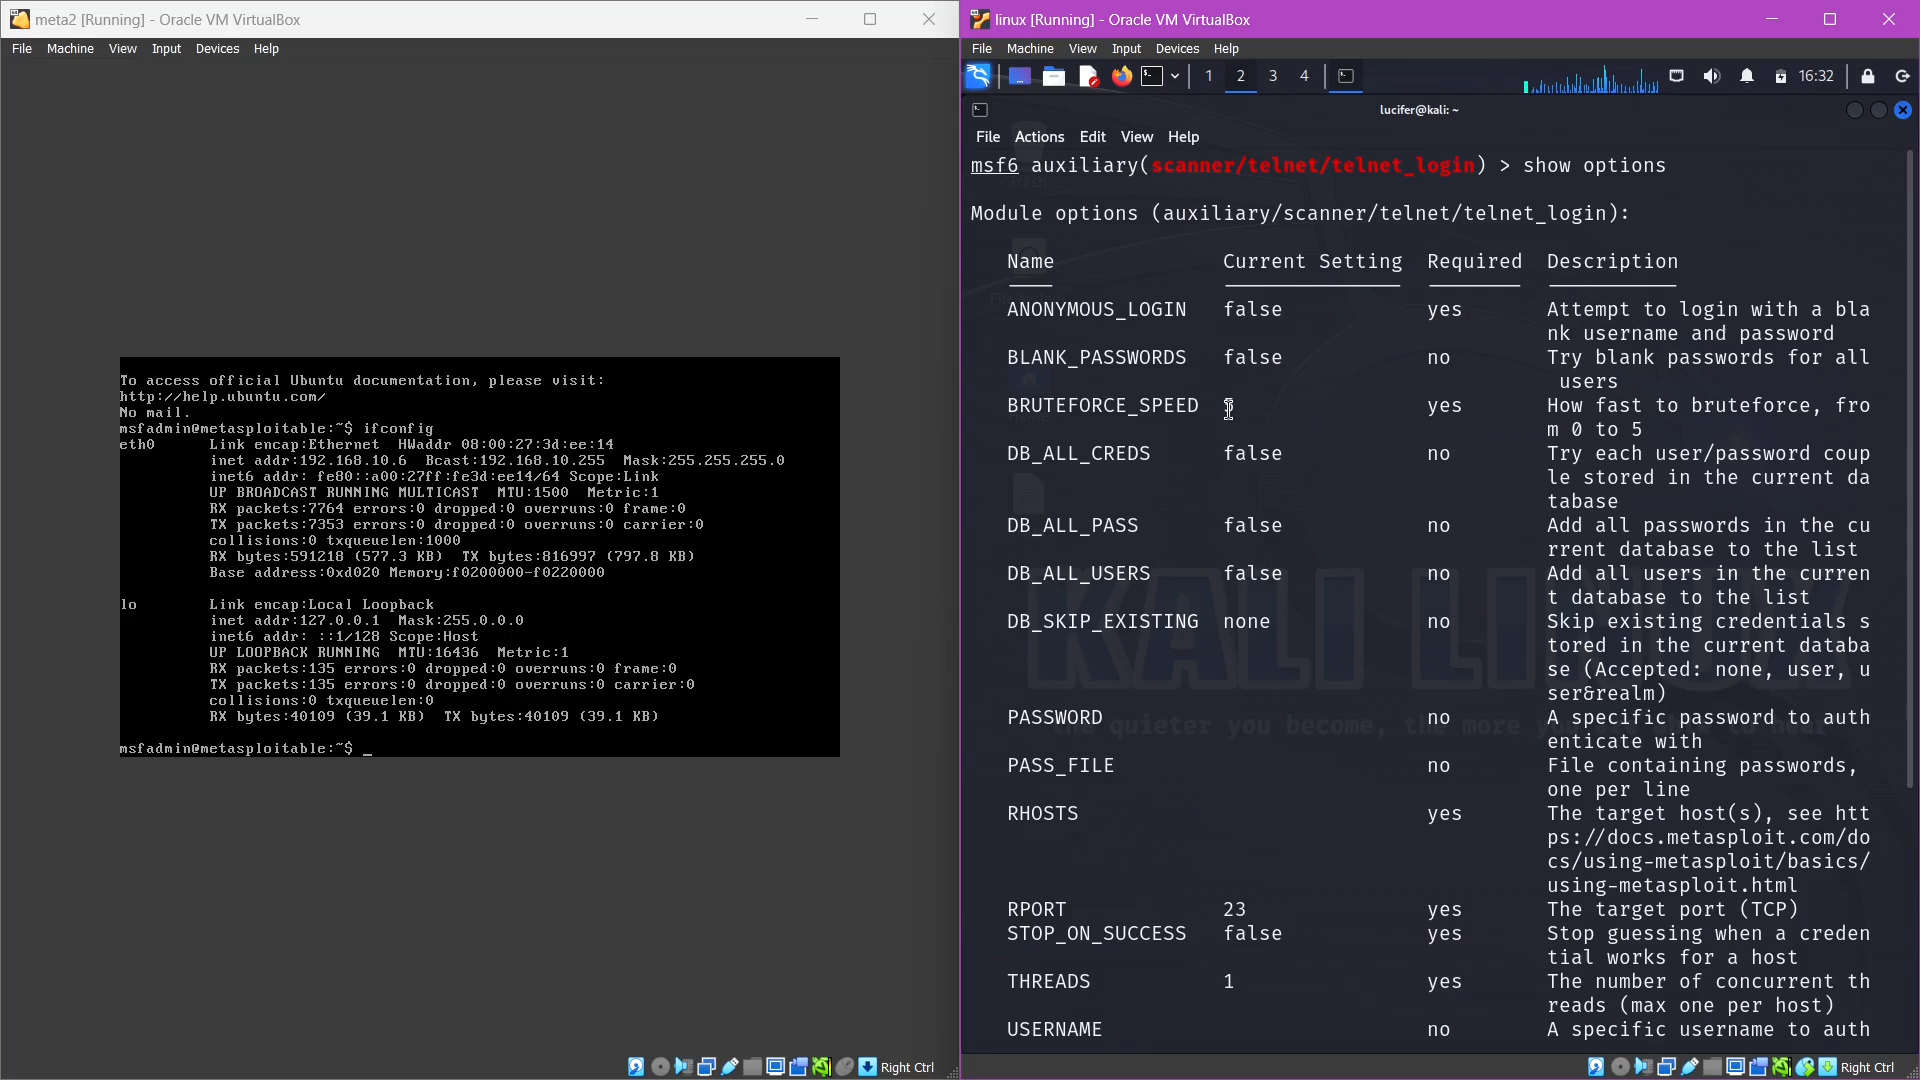 meta2 [Running] - Oracle VM VirtualBox
File Machine View Input Devices Help
To access official Ubuntu documentation, please visit:
http://help.ubuntu.com/
No mail.
msfadmin@metasploitable:~$ ifconfig
eth0 Link encap:Ethernet HWaddr 08:00:27:3d:ee:14
inet addr:192.168.10.6 Bcast:192.168.10.255 Mask:255.255.255.0
inet6 addr: fe80::a00:27ff:fe3d:ee14/64 Scope:Link
UP BROADCAST RUNNING MULTICAST MTU:1500 Metric:1
RX packets:7764 errors:0 dropped:0 overruns:0 frame:0
TX packets:7353 errors:0 dropped:0 overruns:0 carrier:0
collisions:0 txqueuelen:1000
RX bytes:591218 (577.3 KB) TX bytes:816997 (797.8 KB)
Base address:0xd020 Memory:f0200000-f0220000
lo Link encap:Local Loopback
inet addr:127.0.0.1 Mask:255.0.0.0
inet6 addr: ::1/128 Scope:Host
UP LOOPBACK RUNNING MTU:16436 Metric:1
RX packets:135 errors:0 dropped:0 overruns:0 frame:0
TX packets:135 errors:0 dropped:0 overruns:0 carrier:0
collisions:0 txqueuelen:0
RX bytes:40109 (39.1 KB) TX bytes:40109 (39.1 KB)
msfadmin@metasploitable:~$ _
Right Ctrl
linux [Running] - Oracle VM VirtualBox
File Machine View Input Devices Help
1 2 3 4 16:32
lucifer@kali: ~
File Actions Edit View Help
msf6 auxiliary(scanner/telnet/telnet_login) > show options
Module options (auxiliary/scanner/telnet/telnet_login):
Name Current Setting Required Description
ANONYMOUS_LOGIN false yes Attempt to login with a bla
nk username and password
BLANK_PASSWORDS false no Try blank passwords for all
users
BRUTEFORCE_SPEED yes How fast to bruteforce, fro
m 0 to 5
DB_ALL_CREDS false no Try each user/password coup
le stored in the current da
tabase
DB_ALL_PASS false no Add all passwords in the cu
rrent database to the list
DB_ALL_USERS false no Add all users in the curren
t database to the list
DB_SKIP_EXISTING none no Skip existing credentials s
tored in the current databa
se (Accepted: none, user, u
ser&realm)
PASSWORD no A specific password to auth
enticate with
PASS_FILE no File containing passwords,
one per line
RHOSTS yes The target host(s), see htt
ps://docs.metasploit.com/do
cs/using-metasploit/basics/
using-metasploit.html
RPORT 23 yes The target port (TCP)
STOP_ON_SUCCESS false yes Stop guessing when a creden
tial works for a host
THREADS 1 yes The number of concurrent th
reads (max one per host)
USERNAME no A specific username to auth
KALI LINUX
the quieter you become, the more you are able to hear
Right Ctrl